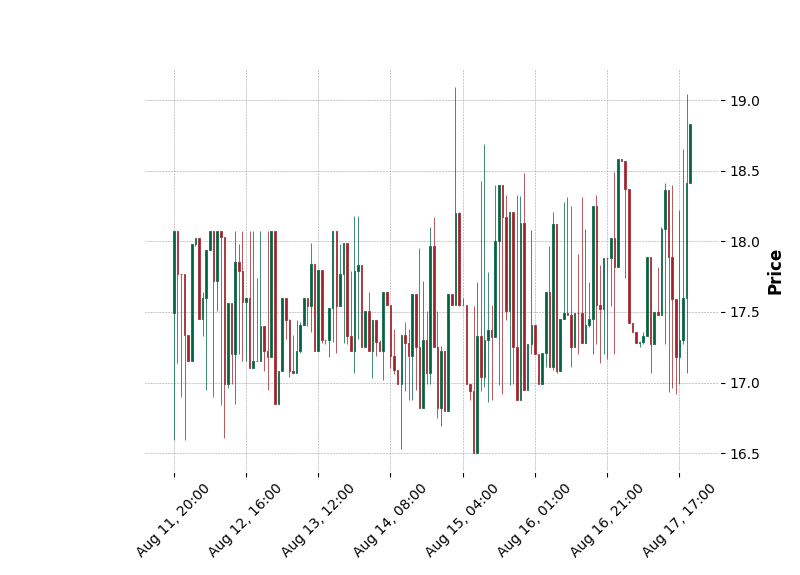 19.0
18.5
18.0
17.5
17.0
16.5
Price
Aug 11, 20:00
Aug 12, 16:00
Aug 13, 12:00
Aug 14, 08:00
Aug 15, 04:00
Aug 16, 01:00
Aug 16, 21:00
Aug 17, 17:00